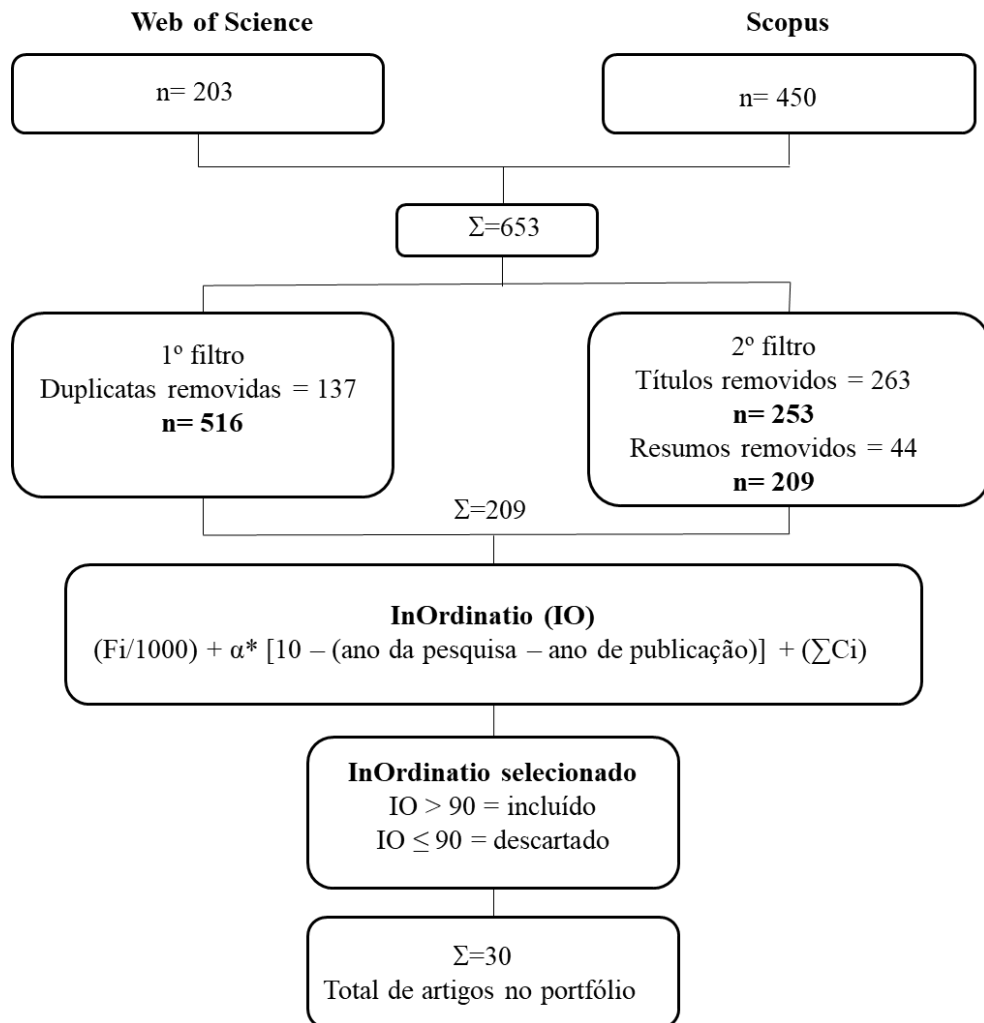 Web of Science
Scopus
n= 203
n= 450
Σ=653
1º filtro
Duplicatas removidas = 137
n= 516
2º filtro
Títulos removidos = 263
n= 253
Resumos removidos = 44
n= 209
Σ=209
InOrdinatio (IO)
(Fi/1000) + α* [10 – (ano da pesquisa – ano de publicação)] + (∑Ci)
InOrdinatio selecionado
IO > 90 = incluído
IO ≤ 90 = descartado
Σ=30
Total de artigos no portfólio